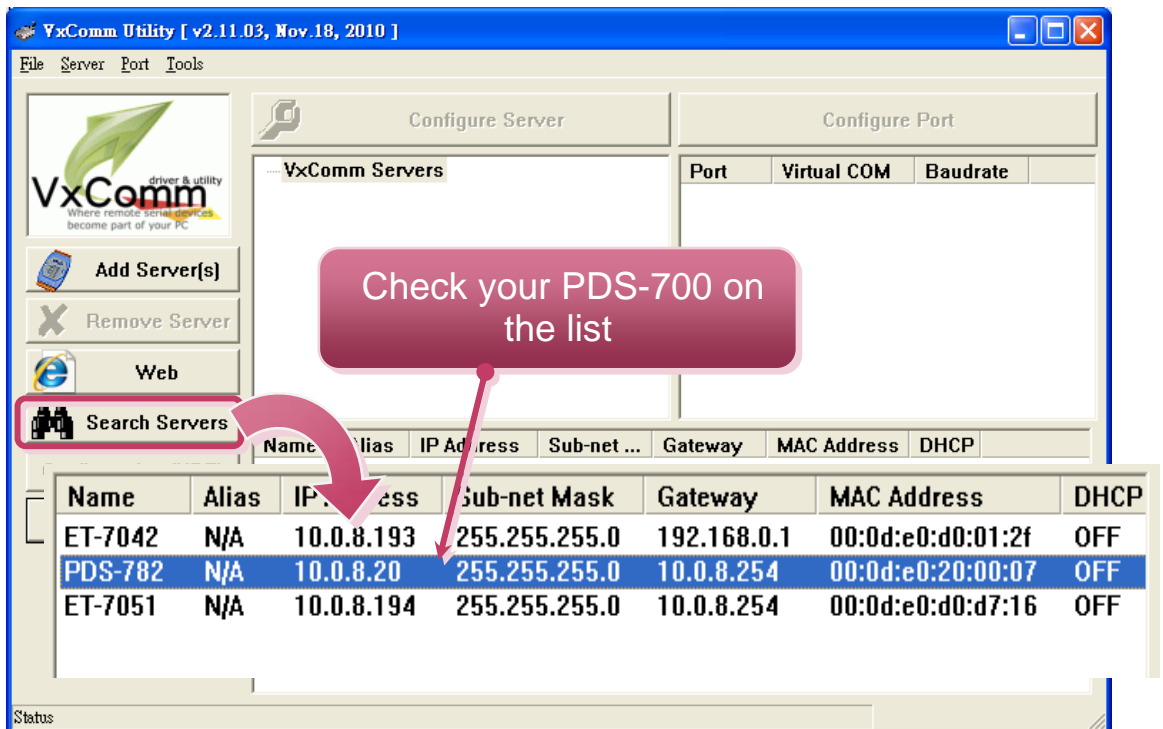 VxComm Utility [ v2.11.03, Nov.18, 2010 ]
File Server Port Tools
Configure Server
Configure Port
VxComm
driver & utility
Where remote serial devices
become part of your PC
VxComm Servers
Port Virtual COM Baudrate
Add Server(s)
Remove Server
Web
Search Servers
Check your PDS-700 on
the list
Name Alias IP Address Sub-net ... Gateway MAC Address DHCP
Name Alias IP Address Sub-net Mask Gateway MAC Address DHCP
ET-7042 N/A 10.0.8.193 255.255.255.0 192.168.0.1 00:0d:e0:d0:01:2f OFF
PDS-782 N/A 10.0.8.20 255.255.255.0 10.0.8.254 00:0d:e0:20:00:07 OFF
ET-7051 N/A 10.0.8.194 255.255.255.0 10.0.8.254 00:0d:e0:d0:d7:16 OFF
Status